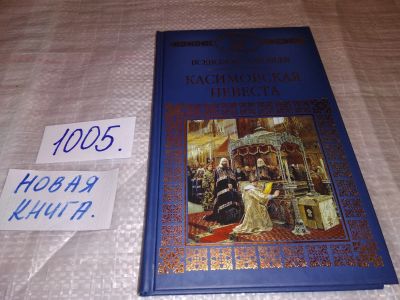 1005.
НОВАЯ
КНИГА.
ВСЕВОЛОД СОЛОВЬЕВ
КАСИМОВСКАЯ
НЕВЕСТА